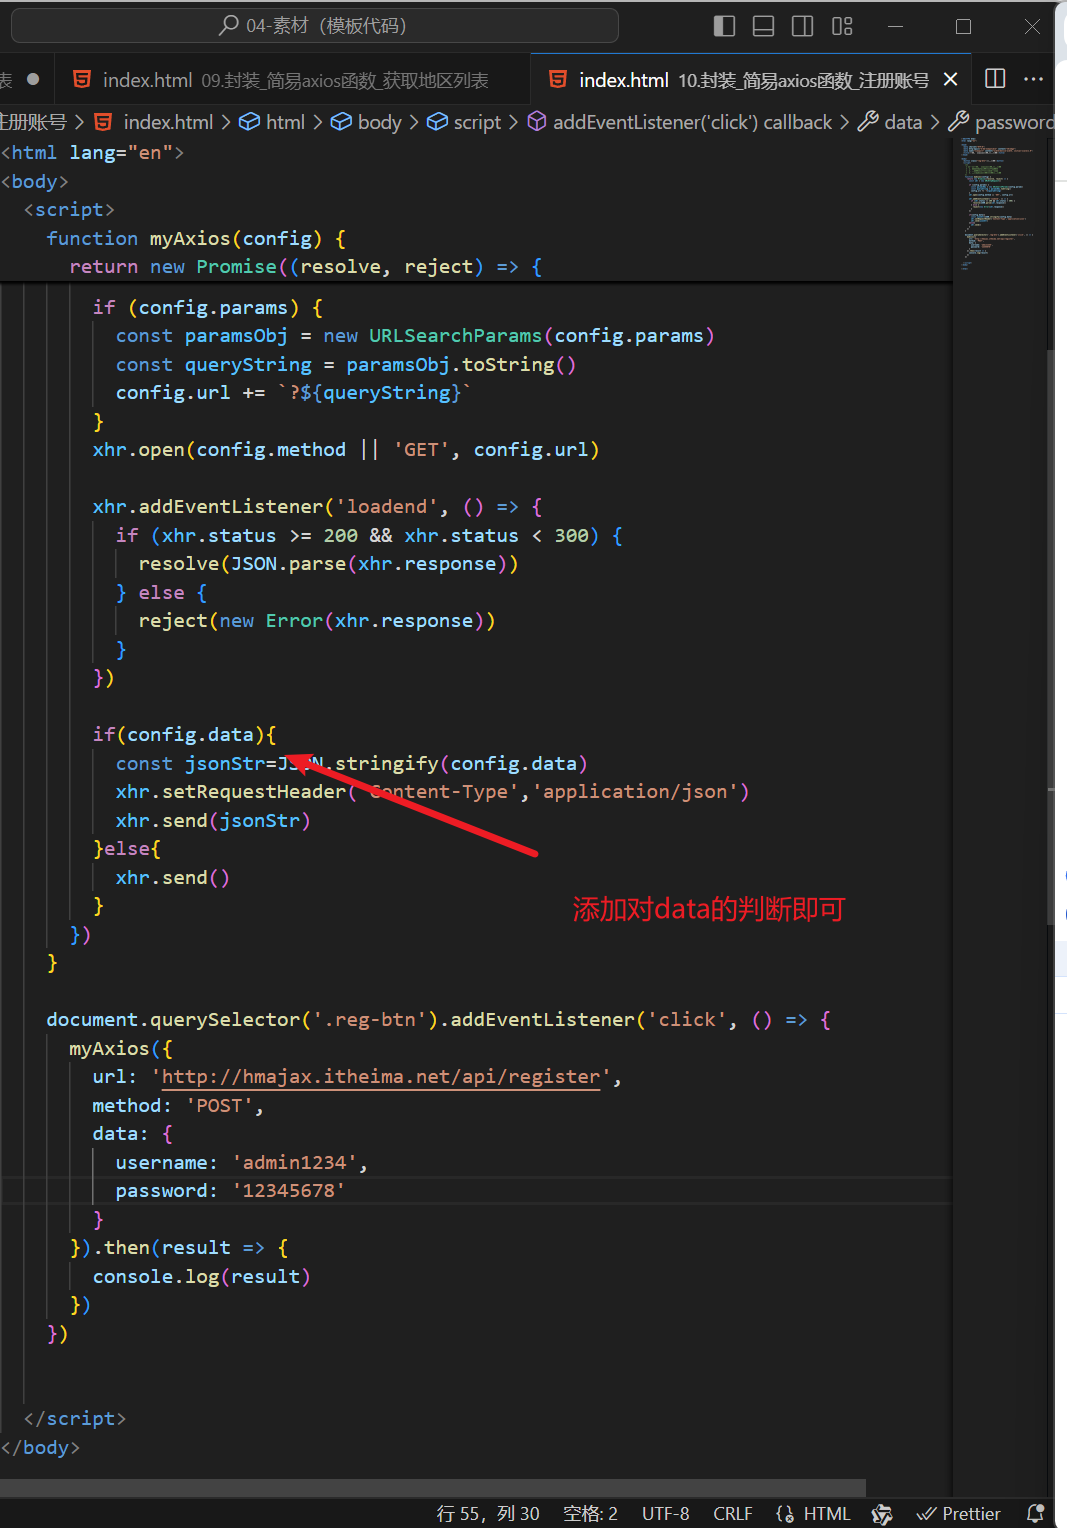 04-素材（模板代码）
表 index.html 09.封装_简易axios函数_获取地区列表 index.html 10.封装_简易axios函数_注册账号
注册账号 > index.html > html > body > script > addEventListener('click') callback > data > password
<html lang="en">
<body>
<script>
function myAxios(config) {
return new Promise((resolve, reject) => {
if (config.params) {
const paramsObj = new URLSearchParams(config.params)
const queryString = paramsObj.toString()
config.url += `?${queryString}`
}
xhr.open(config.method || 'GET', config.url)
xhr.addEventListener('loadend', () => {
if (xhr.status >= 200 && xhr.status < 300) {
resolve(JSON.parse(xhr.response))
} else {
reject(new Error(xhr.response))
}
})
if(config.data){
const jsonStr=JSON.stringify(config.data)
xhr.setRequestHeader('Content-Type','application/json')
xhr.send(jsonStr)
}else{
xhr.send()
}
添加对data的判断即可
})
}
document.querySelector('.reg-btn').addEventListener('click', () => {
myAxios({
url: 'http://hmajax.itheima.net/api/register',
method: 'POST',
data: {
username: 'admin1234',
password: '12345678'
}
}).then(result => {
console.log(result)
})
})
</script>
</body>
行 55，列 30 空格: 2 UTF-8 CRLF HTML Prettier